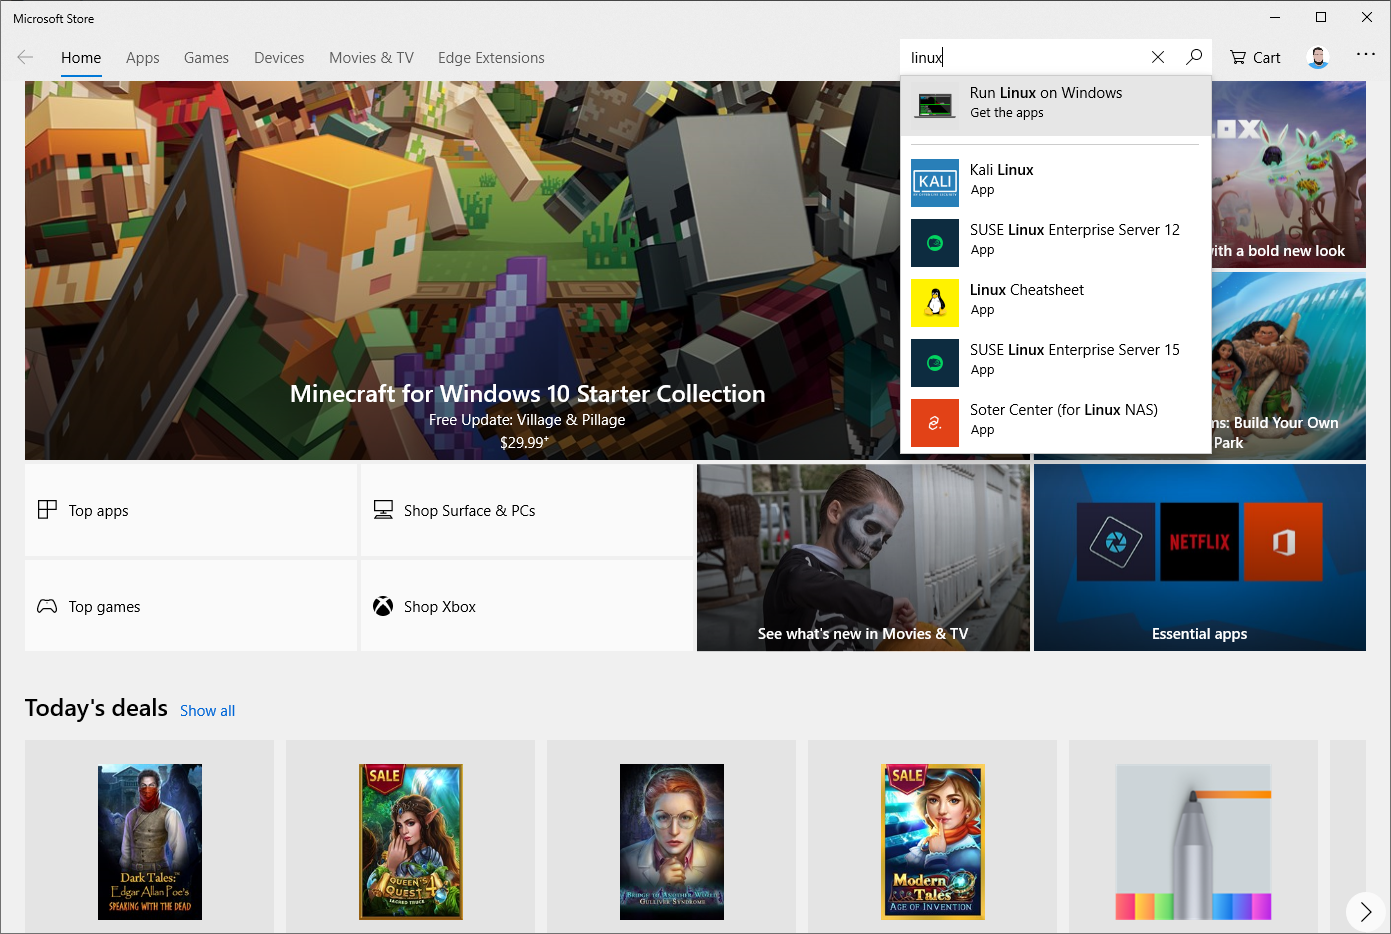 Microsoft Store
Home
Apps
Games
Devices
Movies & TV
Edge Extensions
linux
Cart
Run Linux on Windows
Get the apps
KALI
Kali Linux
App
SUSE Linux Enterprise Server 12
App
Linux Cheatsheet
App
SUSE Linux Enterprise Server 15
App
Soter Center (for Linux NAS)
App
LOX
with a bold new look
ms: Build Your Own
Park
Minecraft for Windows 10 Starter Collection
Free Update: Village & Pillage
$29.99+
Top apps
Shop Surface & PCs
Top games
Shop Xbox
See what's new in Movies & TV
NETFLIX
Essential apps
Today's deals
Show all
Dark Tales:™
Edgar Allan Poe's
SPEAKING WITH THE DEAD
SALE
QUEEN'S
QUEST 4
SACRED TRUCE
BRIDGE TO ANOTHER WORLD
GULLIVER SYNDROME
SALE
Modern
Tales
AGE OF INVENTION